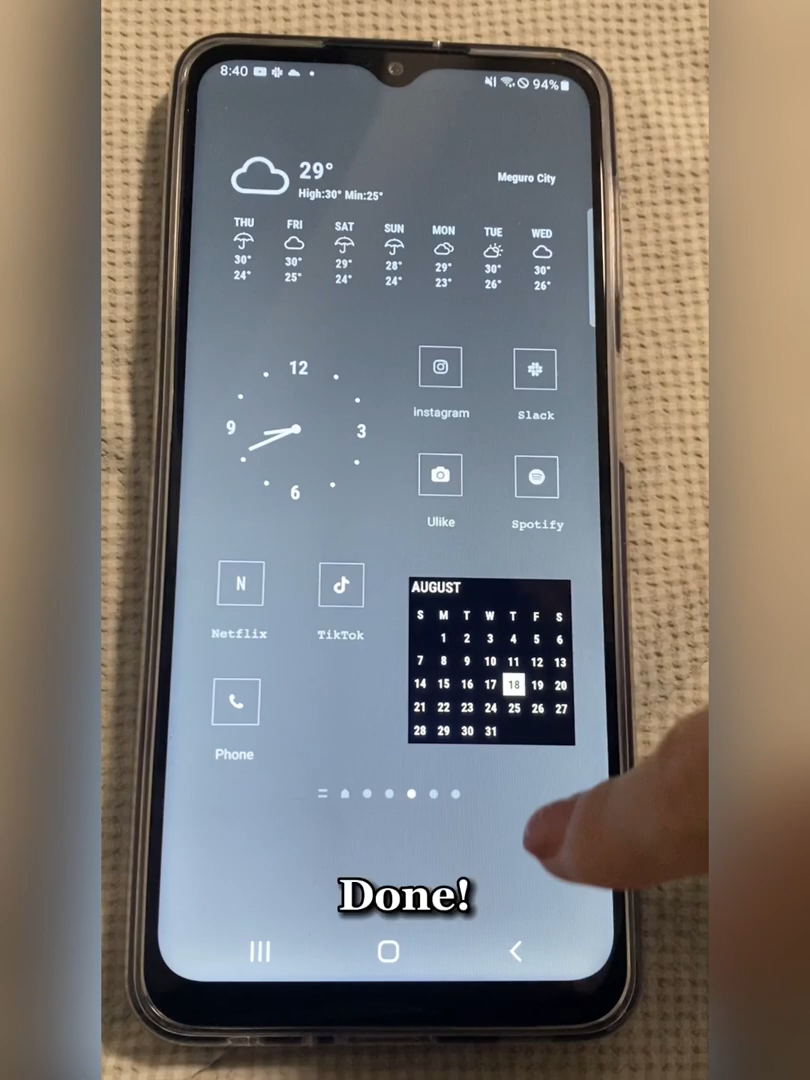 8:40 94%
29°
High:30° Min:25°
Meguro City
THU FRI SAT SUN MON TUE WED
30° 30° 29° 28° 29° 30° 30°
24° 25° 24° 24° 23° 26° 26°
12
9 3
6
instagram Slack
Ulike Spotify
N
Netflix TikTok
Phone
AUGUST
S M T W T F S
1 2 3 4 5 6
7 8 9 10 11 12 13
14 15 16 17 18 19 20
21 22 23 24 25 26 27
28 29 30 31
Done!